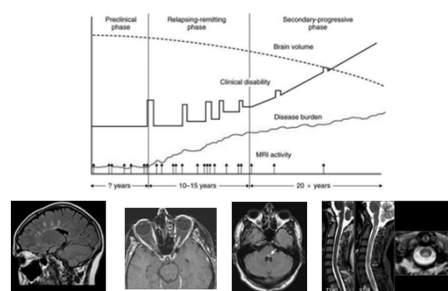 Preclinical phase
Relapsing-remitting phase
Secondary-progressive phase
Brain volume
Clinical disability
Disease burden
MRI activity
? years
10–15 years
20 + years